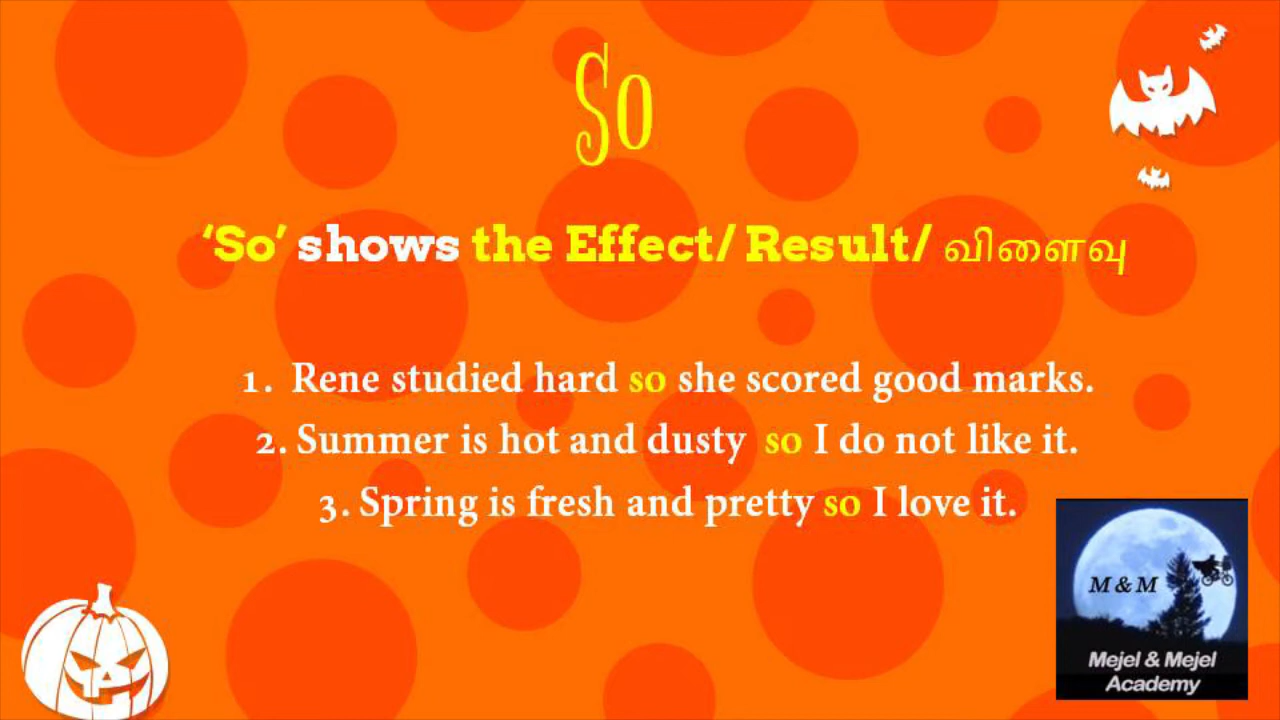 So
‘So’ shows the Effect/ Result/ விளைவு
1. Rene studied hard so she scored good marks.
2. Summer is hot and dusty so I do not like it.
3. Spring is fresh and pretty so I love it.
M & M
Mejel & Mejel
Academy